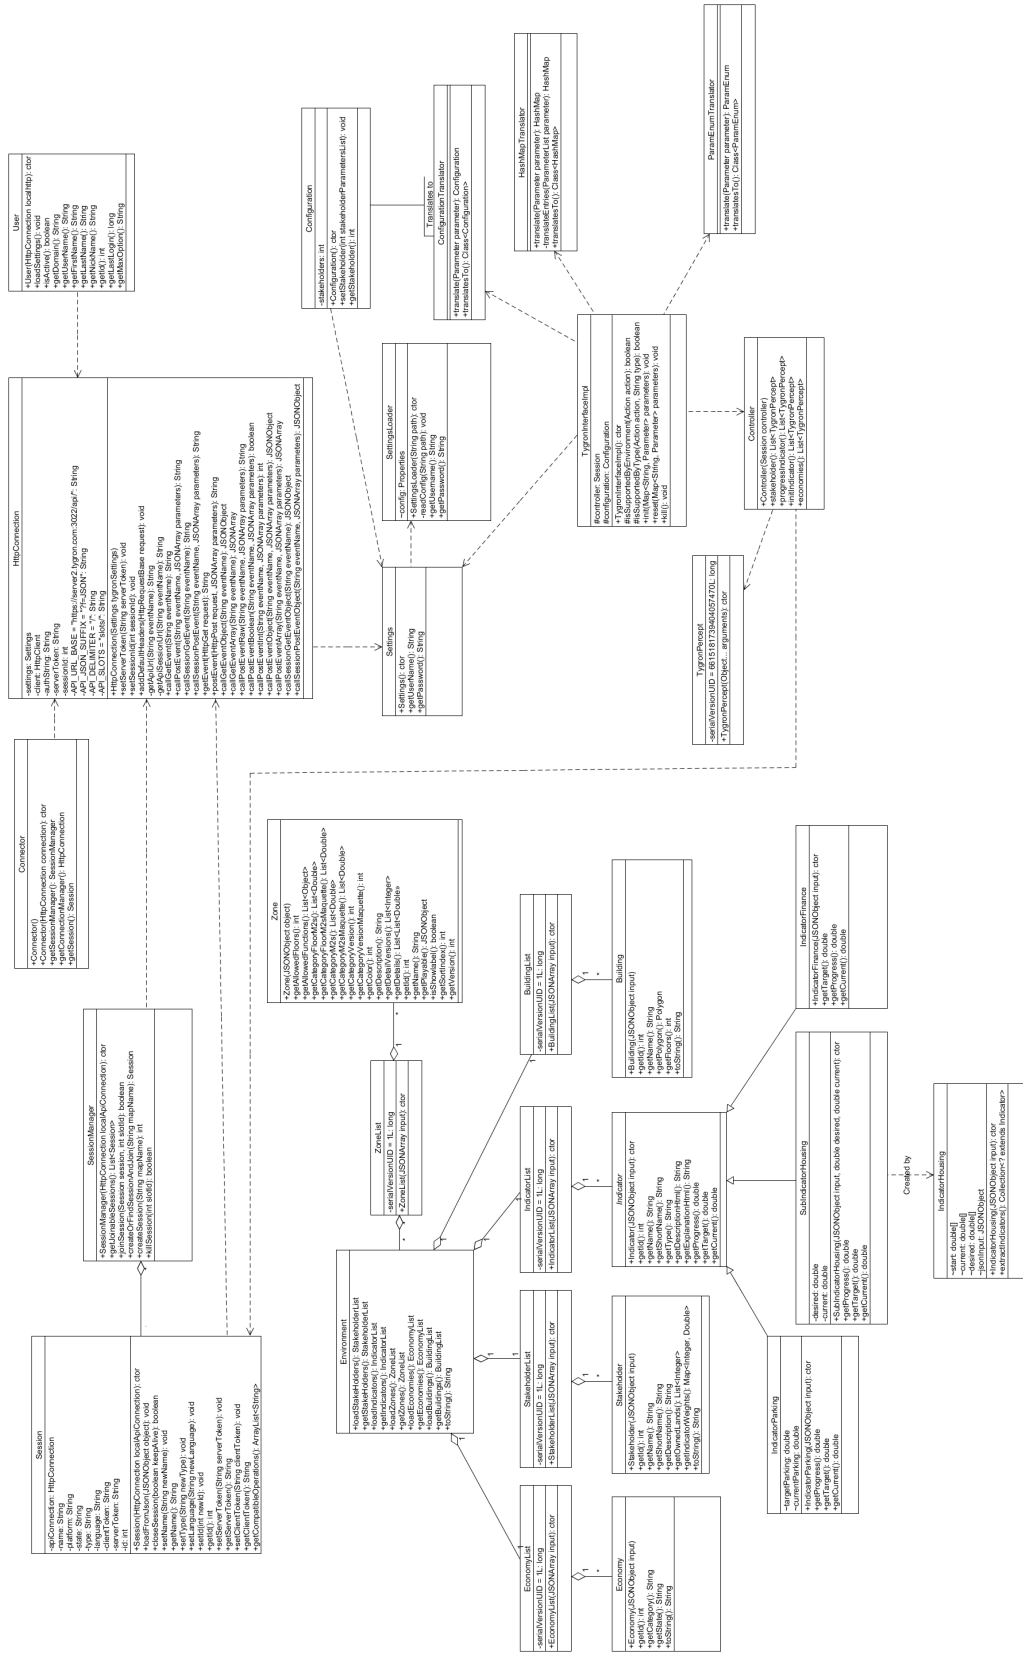 User
+User(HttpConnection localhttp): ctor
+loadSettings(): void
+isActive(): boolean
+getDomain(): String
+getUserName(): String
+getFirstName(): String
+getLastName(): String
+getNickName(): String
+getId(): int
+getLastLogin(): long
+getMaxOption(): String
HttpConnection
-settings: Settings
-client: HttpClient
-authString: String
-serverToken: String
-sessionId: int
-API_URL_BASE = "https://server2.tygron.com:3022/api/": String
-API_JSON_SUFFIX = "?f=JSON": String
-API_DELIMITER = "/": String
-API_SLOTS = "slots/": String
+HttpConnection(Settings tygronSettings)
+setServerToken(String serverToken): void
+setSessionId(int sessionId): void
+addDefaultHeaders(HttpRequestBase request): void
-getApiUrl(String eventName): String
-getApiSessionUrl(String eventName): String
+callGetEvent(String eventName): String
+callPostEvent(String eventName, JSONArray parameters): String
+callSessionGetEvent(String eventName): String
+callSessionPostEvent(String eventName, JSONArray parameters): String
+getEvent(HttpGet request): String
+postEvent(HttpPost request, JSONArray parameters): String
+callGetEventObject(String eventName): JSONObject
+callGetEventArray(String eventName): JSONArray
+callPostEventRaw(String eventName, JSONArray parameters): String
+callPostEventBoolean(String eventName, JSONArray parameters): boolean
+callPostEventInt(String eventName, JSONArray parameters): int
+callPostEventObject(String eventName, JSONArray parameters): JSONObject
+callPostEventArray(String eventName, JSONArray parameters): JSONArray
+callSessionGetEventObject(String eventName): JSONObject
+callSessionPostEventObject(String eventName, JSONArray parameters): JSONObject
Connector
+Connector()
+Connector(HttpConnection connection): ctor
+getSessionManager(): SessionManager
+getConnectionManager(): HttpConnection
+getSession(): Session
SessionManager
+SessionManager(HttpConnection localApiConnection): ctor
+getJoinableSessions(): List<Session>
+joinSession(Session session, int slotId): boolean
+createOrFindSessionAndJoin(String mapName): Session
+createSession(String mapName): int
+killSession(int slotId): boolean
Session
-apiConnection: HttpConnection
-name: String
-platform: String
-state: String
-type: String
-language: String
-clientToken: String
-serverToken: String
-id: int
+Session(HttpConnection localApiConnection): ctor
+loadFromJson(JSONObject object): void
+closeSession(boolean keepAlive): boolean
+setName(String newName): void
+getName(): String
+setType(String newType): void
+setLanguage(String newLanguage): void
+setId(int newId): void
+getId(): int
+setServerToken(String serverToken): void
+getServerToken(): String
+setClientToken(String clientToken): void
+getClientToken(): String
+getCompatibleOperations(): ArrayList<String>
Configuration
-stakeholders: int
+Configuration(): ctor
+setStakeholder(int stakeholderParametersList): void
+getStakeholder(): int
Translates to
ConfigurationTranslator
+translate(Parameter parameter): Configuration
+translatesTo(): Class<Configuration>
HashMapTranslator
+translate(Parameter parameter): HashMap
-translateEntries(ParameterList parameter): HashMap
+translatesTo(): Class<HashMap>
ParamEnumTranslator
+translate(Parameter parameter): ParamEnum
+translatesTo(): Class<ParamEnum>
SettingsLoader
~config: Properties
+SettingsLoader(String path): ctor
-readConfig(String path): void
+getUsername(): String
+getPassword(): String
Settings
+Settings(): ctor
+getUserName(): String
+getPassword(): String
TygronInterfaceImpl
#controller: Session
#configuration: Configuration
+TygronInterfaceImpl(): ctor
#isSupportedByEnvironment(Action action): boolean
#isSupportedByType(Action action, String type): boolean
+init(Map<String, Parameter> parameters): void
+reset(Map<String, Parameter> parameters): void
+kill(): void
Controller
+Controller(Session controller)
+stakeholder(): List<TygronPercept>
+progressIndicator(): List<TygronPercept>
+initIndicator(): List<TygronPercept>
+economies(): List<TygronPercept>
TygronPercept
-serialVersionUID = 6615187394040574​70L: long
+TygronPercept(Object... arguments): ctor
Zone
+Zone(JSONObject object)
+getAllowedFloors(): int
+getAllowedFunctions(): List<Object>
+getCategoryFloorM2s(): List<Double>
+getCategoryFloorM2sMaquette(): List<Double>
+getCategoryM2s(): List<Double>
+getCategoryM2sMaquette(): List<Double>
+getCategoryVersion(): int
+getCategoryVersionMaquette(): int
+getColor(): int
+getDescription(): String
+getDetailVersions(): List<Integer>
+getDetails(): List<List<Double>>
+getId(): int
+getName(): String
+getPlayable(): JSONObject
+isShowlabel(): boolean
+getSortIndex(): int
+getVersion(): int
*
ZoneList
-serialVersionUID = 1L: long
+ZoneList(JSONArray input): ctor
Environment
+loadStakeHolders(): StakeholderList
+getStakeHolders(): StakeholderList
+loadIndicators(): IndicatorList
+getIndicators(): IndicatorList
+loadZones(): ZoneList
+getZones(): ZoneList
+loadEconomies(): EconomyList
+getEconomies(): EconomyList
+loadBuildings(): BuildingList
+getBuildings(): BuildingList
+toString(): String
BuildingList
-serialVersionUID = 1L: long
+BuildingList(JSONArray input): ctor
1
*
Building
+Building(JSONObject input)
+getId(): int
+getName(): String
+getPolygon(): Polygon
+getFloors(): int
+toString(): String
IndicatorList
-serialVersionUID = 1L: long
+IndicatorList(JSONArray input): ctor
1
*
Indicator
+Indicator(JSONObject input): ctor
+getId(): int
+getName(): String
+getShortName(): String
+getType(): String
+getDescriptionHtml(): String
+getExplanationHtml(): String
+getProgress(): double
+getTarget(): double
+getCurrent(): double
StakeholderList
-serialVersionUID = 1L: long
+StakeholderList(JSONArray input): ctor
1
*
Stakeholder
+Stakeholder(JSONObject input)
+getId(): int
+getName(): String
+getShortName(): String
+getDescription(): String
+getOwnedLands(): List<Integer>
+getIndicatorWeights(): Map<Integer, Double>
+toString(): String
EconomyList
-serialVersionUID = 1L: long
+EconomyList(JSONArray input): ctor
1
*
Economy
+Economy(JSONObject input)
+getId(): int
+getCategory(): String
+getState(): String
+toString(): String
IndicatorFinance
+IndicatorFinance(JSONObject input): ctor
+getTarget(): double
+getProgress(): double
+getCurrent(): double
SubIndicatorHousing
-desired: double
-current: double
+SubIndicatorHousing(JSONObject input, double desired, double current): ctor
+getProgress(): double
+getTarget(): double
+getCurrent(): double
IndicatorParking
-targetParking: double
-currentParking: double
+IndicatorParking(JSONObject input): ctor
+getProgress(): double
+getTarget(): double
+getCurrent(): double
Created by
IndicatorHousing
-start: double[]
-current: double[]
-desired: double[]
~jsonInput: JSONObject
+IndicatorHousing(JSONObject input): ctor
+extractIndicators(): Collection<? extends Indicator>